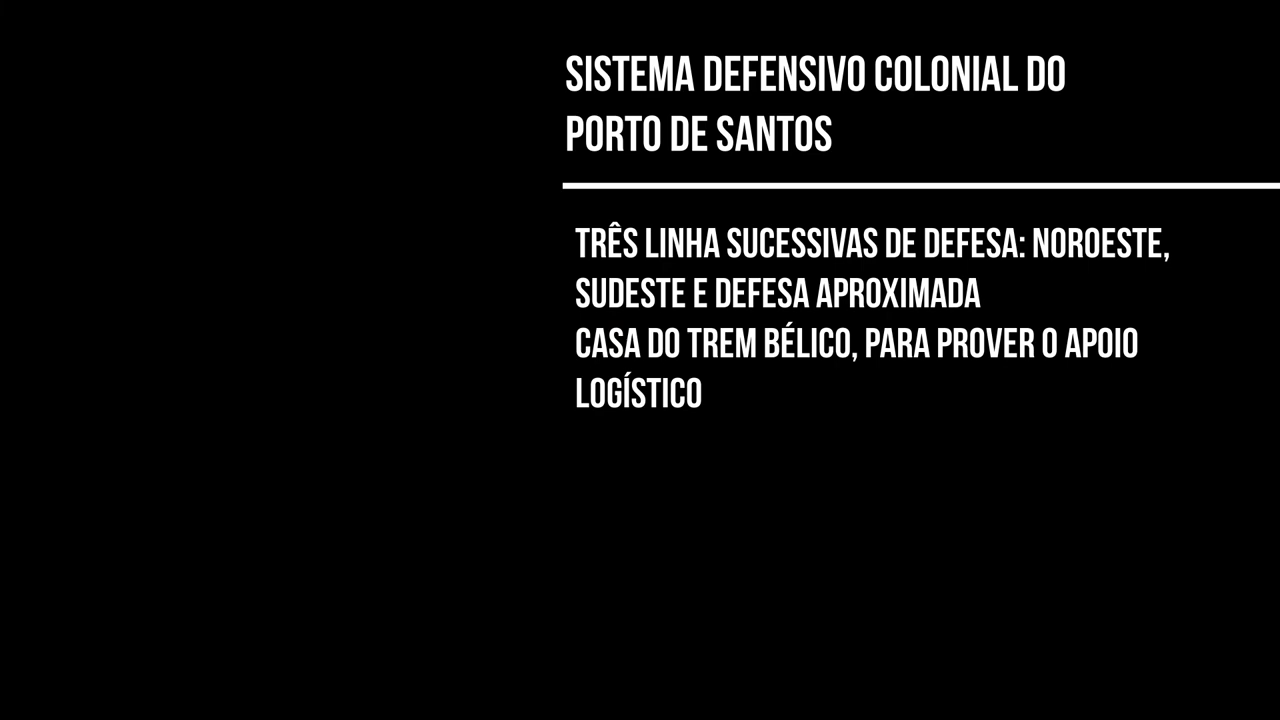 SISTEMA DEFENSIVO COLONIAL DO
PORTO DE SANTOS
TRÊS LINHA SUCESSIVAS DE DEFESA: NOROESTE,
SUDESTE E DEFESA APROXIMADA
CASA DO TREM BÉLICO, PARA PROVER O APOIO
LOGÍSTICO